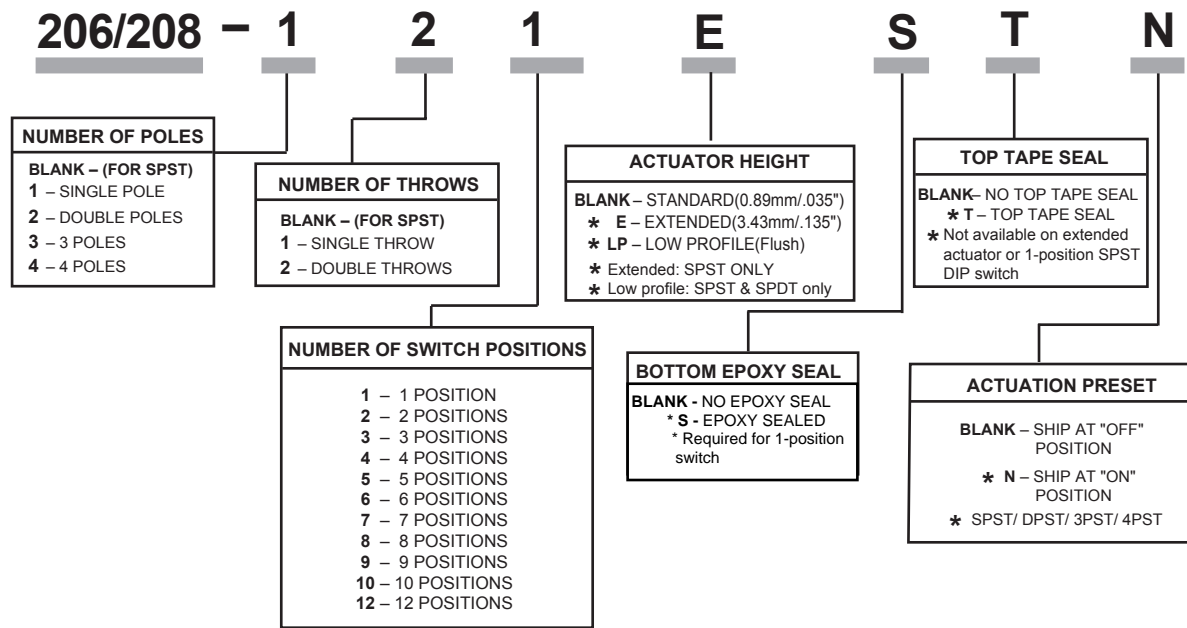 206/208 – 1 2 1 E S T N
NUMBER OF POLES
BLANK – (FOR SPST)
1 – SINGLE POLE
2 – DOUBLE POLES
3 – 3 POLES
4 – 4 POLES
NUMBER OF THROWS
BLANK – (FOR SPST)
1 – SINGLE THROW
2 – DOUBLE THROWS
NUMBER OF SWITCH POSITIONS
1 – 1 POSITION
2 – 2 POSITIONS
3 – 3 POSITIONS
4 – 4 POSITIONS
5 – 5 POSITIONS
6 – 6 POSITIONS
7 – 7 POSITIONS
8 – 8 POSITIONS
9 – 9 POSITIONS
10 – 10 POSITIONS
12 – 12 POSITIONS
ACTUATOR HEIGHT
BLANK – STANDARD(0.89mm/.035")
* E – EXTENDED(3.43mm/.135")
* LP – LOW PROFILE(Flush)
* Extended: SPST ONLY
* Low profile: SPST & SPDT only
BOTTOM EPOXY SEAL
BLANK - NO EPOXY SEAL
* S - EPOXY SEALED
* Required for 1-position
switch
TOP TAPE SEAL
BLANK– NO TOP TAPE SEAL
* T – TOP TAPE SEAL
* Not available on extended
actuator or 1-position SPST
DIP switch
ACTUATION PRESET
BLANK – SHIP AT "OFF"
POSITION
* N – SHIP AT "ON"
POSITION
* SPST/ DPST/ 3PST/ 4PST